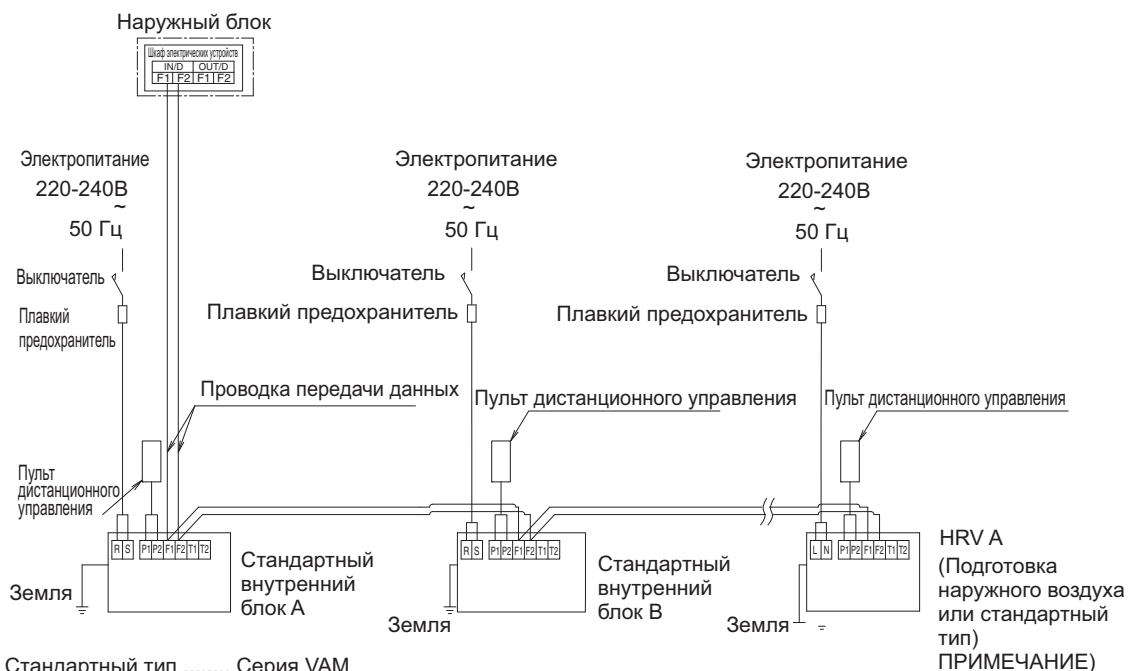 Наружный блок
Шкаф электрических устройств
IN/D OUT/D
F1 F2 F1 F2
Электропитание
220-240В
~
50 Гц
Электропитание
220-240В
~
50 Гц
Электропитание
220-240В
~
50 Гц
Выключатель
Выключатель
Выключатель
Плавкий
предохранитель
Плавкий предохранитель
Плавкий предохранитель
Проводка передачи данных
Пульт дистанционного управления
Пульт дистанционного управления
Пульт
дистанционного
управления
R S P1 P2 F1 F2 T1 T2
R S P1 P2 F1 F2 T1 T2
L N P1 P2 F1 F2 T1 T2
Стандартный
внутренний
блок A
Стандартный
внутренний
блок B
HRV A
(Подготовка
наружного воздуха
или стандартный
тип)
ПРИМЕЧАНИЕ)
Земля
Земля
Земля
Стандартный тип ........ Серия VAM